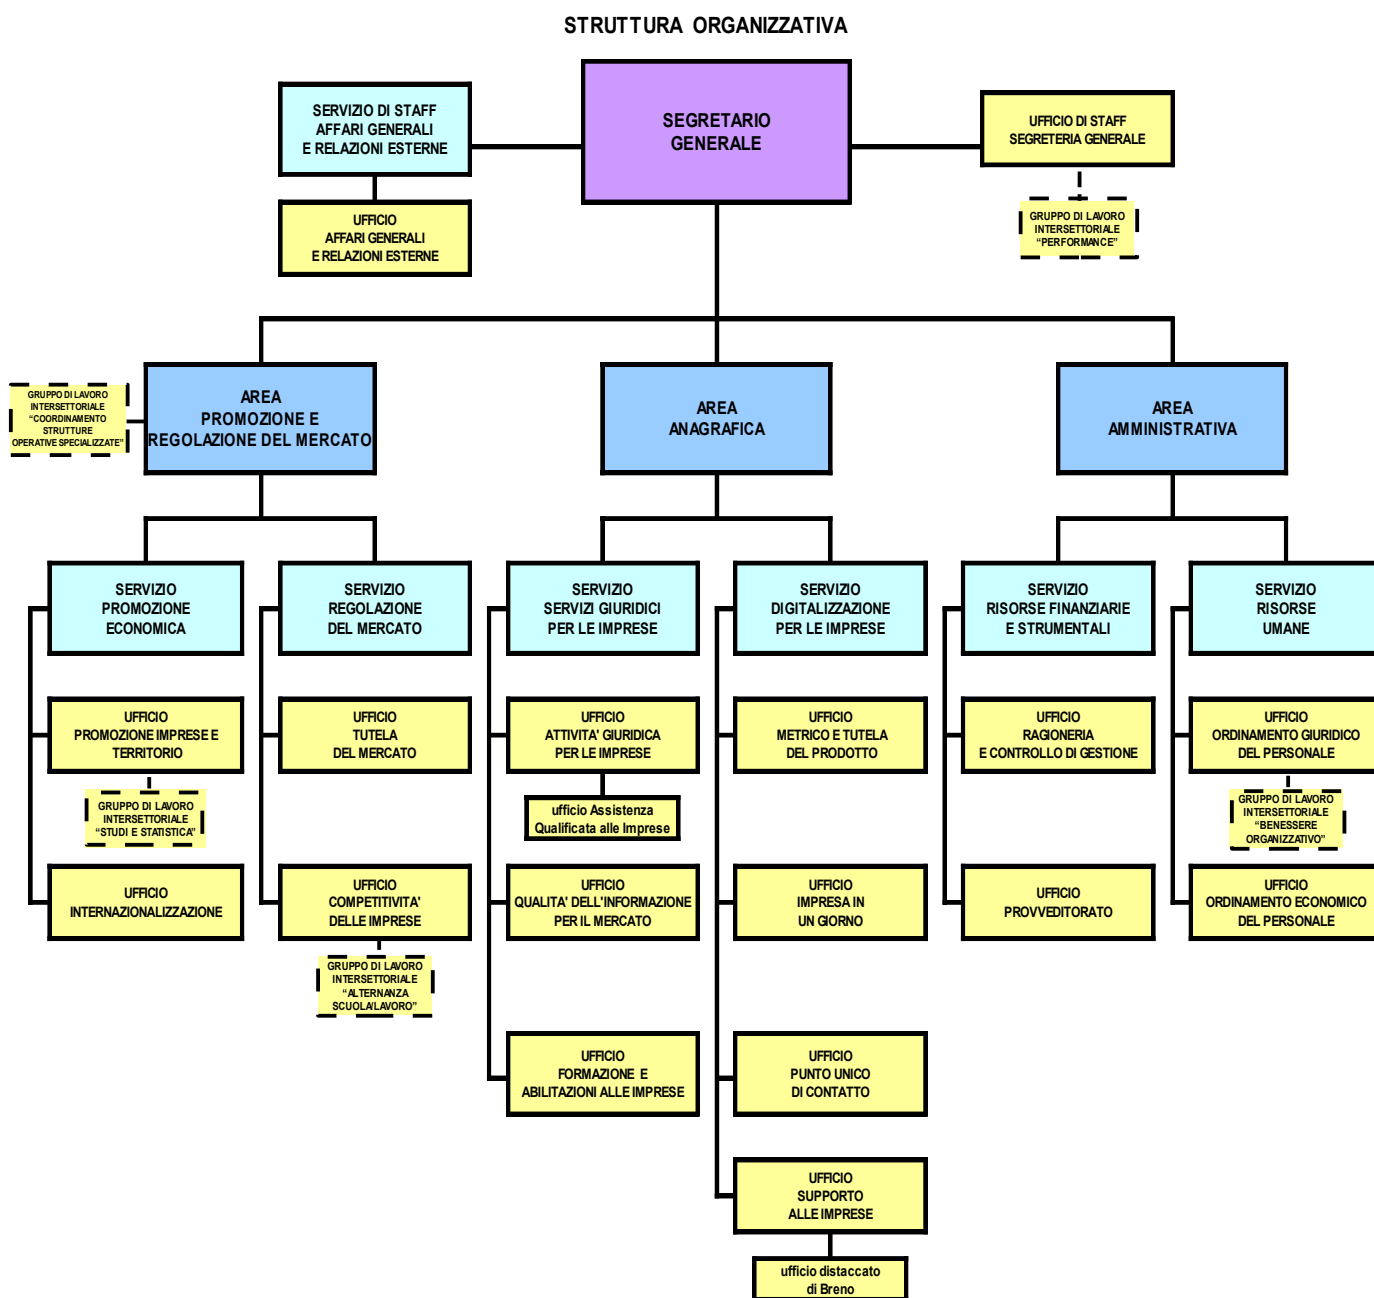 STRUTTURA ORGANIZZATIVA
SERVIZIO DI STAFF
AFFARI GENERALI
E RELAZIONI ESTERNE
SEGRETARIO
GENERALE
UFFICIO DI STAFF
SEGRETERIA GENERALE
UFFICIO
AFFARI GENERALI
E RELAZIONI ESTERNE
GRUPPO DI LAVORO
INTERSETTORIALE
“PERFORMANCE”
GRUPPO DI LAVORO
INTERSETTORIALE
“COORDINAMENTO
STRUTTURE
OPERATIVE SPECIALIZZATE”
AREA
PROMOZIONE E
REGOLAZIONE DEL MERCATO
AREA
ANAGRAFICA
AREA
AMMINISTRATIVA
SERVIZIO
PROMOZIONE
ECONOMICA
SERVIZIO
REGOLAZIONE
DEL MERCATO
SERVIZIO
SERVIZI GIURIDICI
PER LE IMPRESE
SERVIZIO
DIGITALIZZAZIONE
PER LE IMPRESE
SERVIZIO
RISORSE FINANZIARIE
E STRUMENTALI
SERVIZIO
RISORSE
UMANE
UFFICIO
PROMOZIONE IMPRESE E
TERRITORIO
UFFICIO
TUTELA
DEL MERCATO
UFFICIO
ATTIVITA' GIURIDICA
PER LE IMPRESE
UFFICIO
METRICO E TUTELA
DEL PRODOTTO
UFFICIO
RAGIONERIA
E CONTROLLO DI GESTIONE
UFFICIO
ORDINAMENTO GIURIDICO
DEL PERSONALE
GRUPPO DI LAVORO
INTERSETTORIALE
“STUDI E STATISTICA”
ufficio Assistenza
Qualificata alle Imprese
GRUPPO DI LAVORO
INTERSETTORIALE
“BENESSERE
ORGANIZZATIVO”
UFFICIO
INTERNAZIONALIZZAZIONE
UFFICIO
COMPETITIVITA'
DELLE IMPRESE
UFFICIO
QUALITA' DELL'INFORMAZIONE
PER IL MERCATO
UFFICIO
IMPRESA IN
UN GIORNO
UFFICIO
PROVVEDITORATO
UFFICIO
ORDINAMENTO ECONOMICO
DEL PERSONALE
GRUPPO DI LAVORO
INTERSETTORIALE
“ALTERNANZA
SCUOLA/LAVORO”
UFFICIO
FORMAZIONE E
ABILITAZIONI ALLE IMPRESE
UFFICIO
PUNTO UNICO
DI CONTATTO
UFFICIO
SUPPORTO
ALLE IMPRESE
ufficio distaccato
di Breno